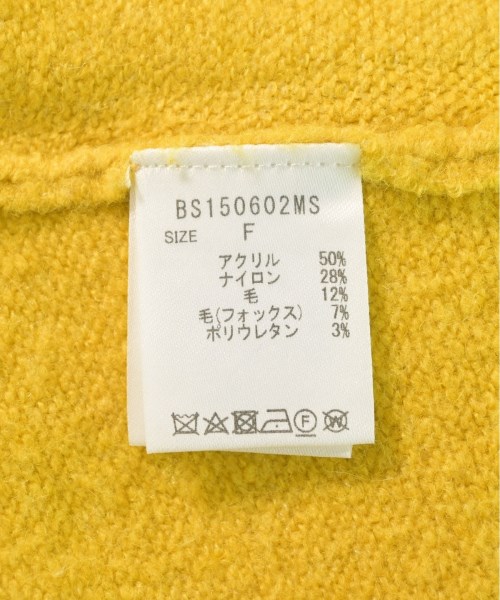 BS150602MS
SIZE F
アクリル 50%
ナイロン 28%
毛 12%
毛(フォックス) 7%
ポリウレタン 3%
F W